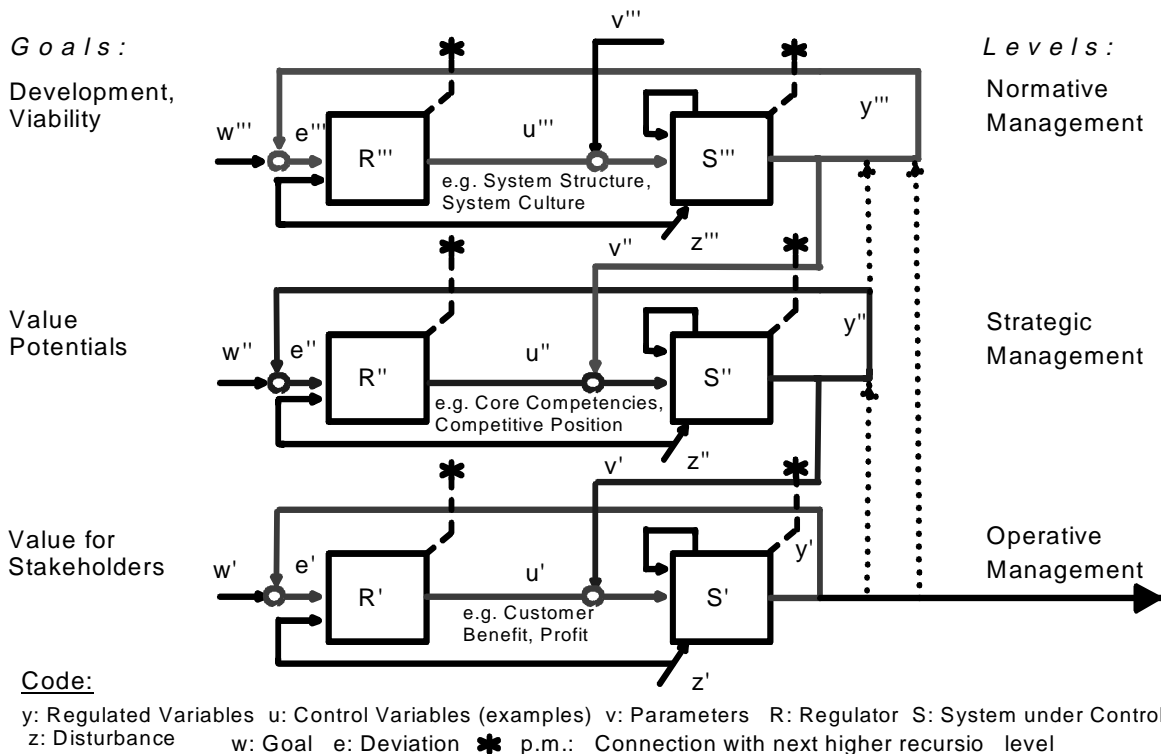 Goals:
Levels:
v'''
Development,
Viability
Normative
Management
w'''
e'''
R'''
u'''
S'''
y'''
e.g. System Structure,
System Culture
z'''
v''
Value
Potentials
Strategic
Management
w''
e''
R''
u''
S''
y''
e.g. Core Competencies,
Competitive Position
z''
v'
Value for
Stakeholders
Operative
Management
w'
e'
R'
u'
S'
y'
e.g. Customer
Benefit, Profit
z'
Code:
y: Regulated Variables u: Control Variables (examples) v: Parameters R: Regulator S: System under Control
z: Disturbance w: Goal e: Deviation ✱ p.m.: Connection with next higher recursio level